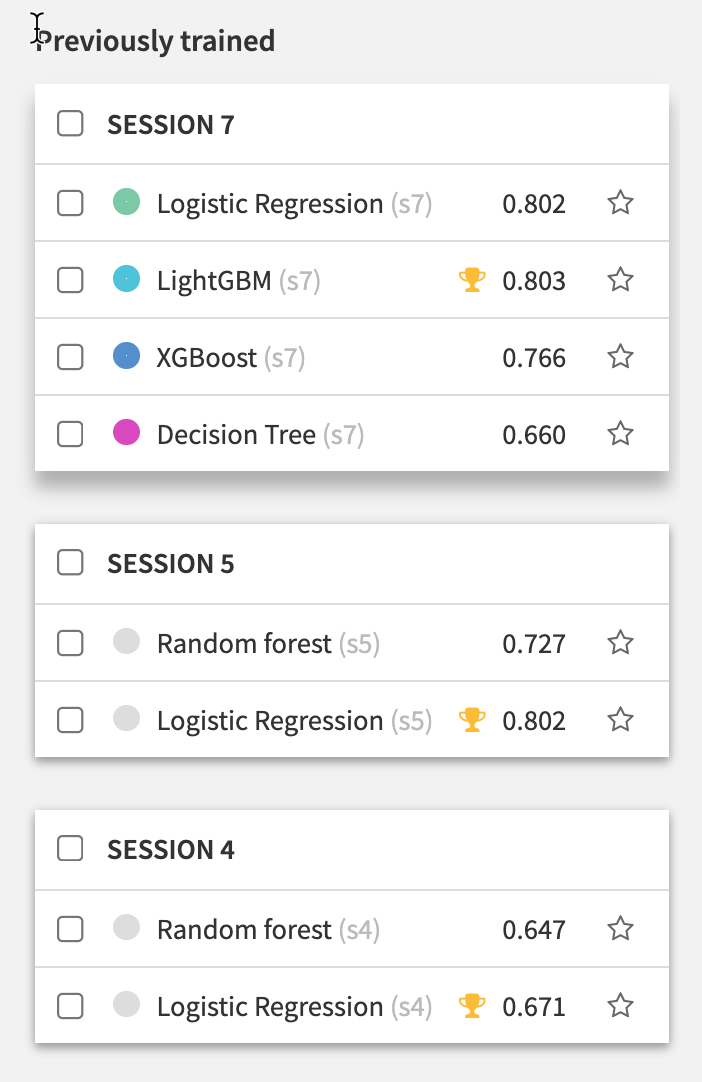 Previously trained
SESSION 7
Logistic Regression (s7) 0.802
LightGBM (s7) 0.803
XGBoost (s7) 0.766
Decision Tree (s7) 0.660
SESSION 5
Random forest (s5) 0.727
Logistic Regression (s5) 0.802
SESSION 4
Random forest (s4) 0.647
Logistic Regression (s4) 0.671